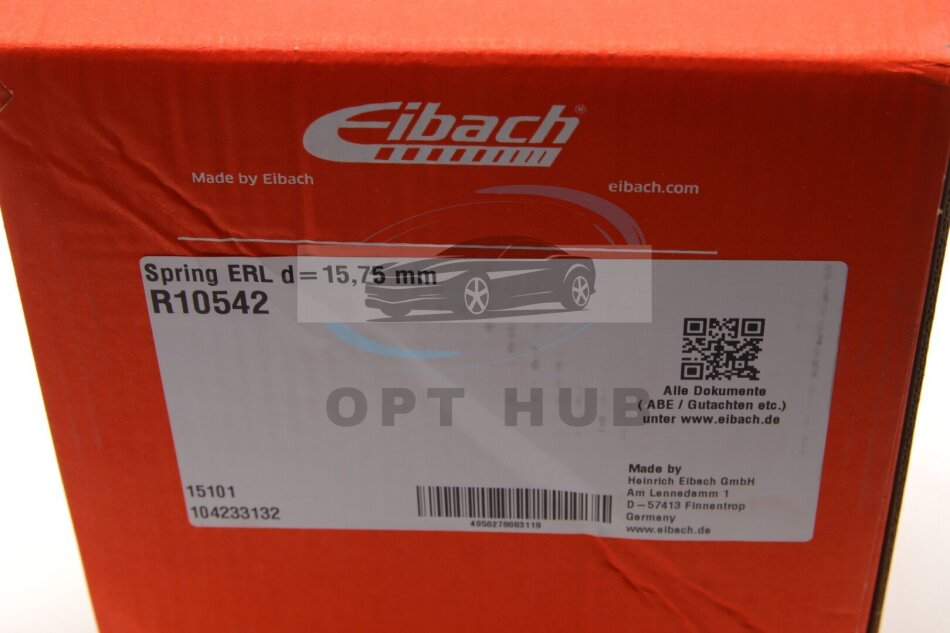 Eibach®
Made by Eibach
eibach.com
Spring ERL d=15,75 mm
R10542
OPT HUB
Alle Dokumente
( ABE / Gutachten etc.)
unter www.eibach.de
15101
104233132
4050278083119
Made by
Heinrich Eibach GmbH
Am Lennedamm 1
D-57413 Finnentrop
Germany
www.eibach.de